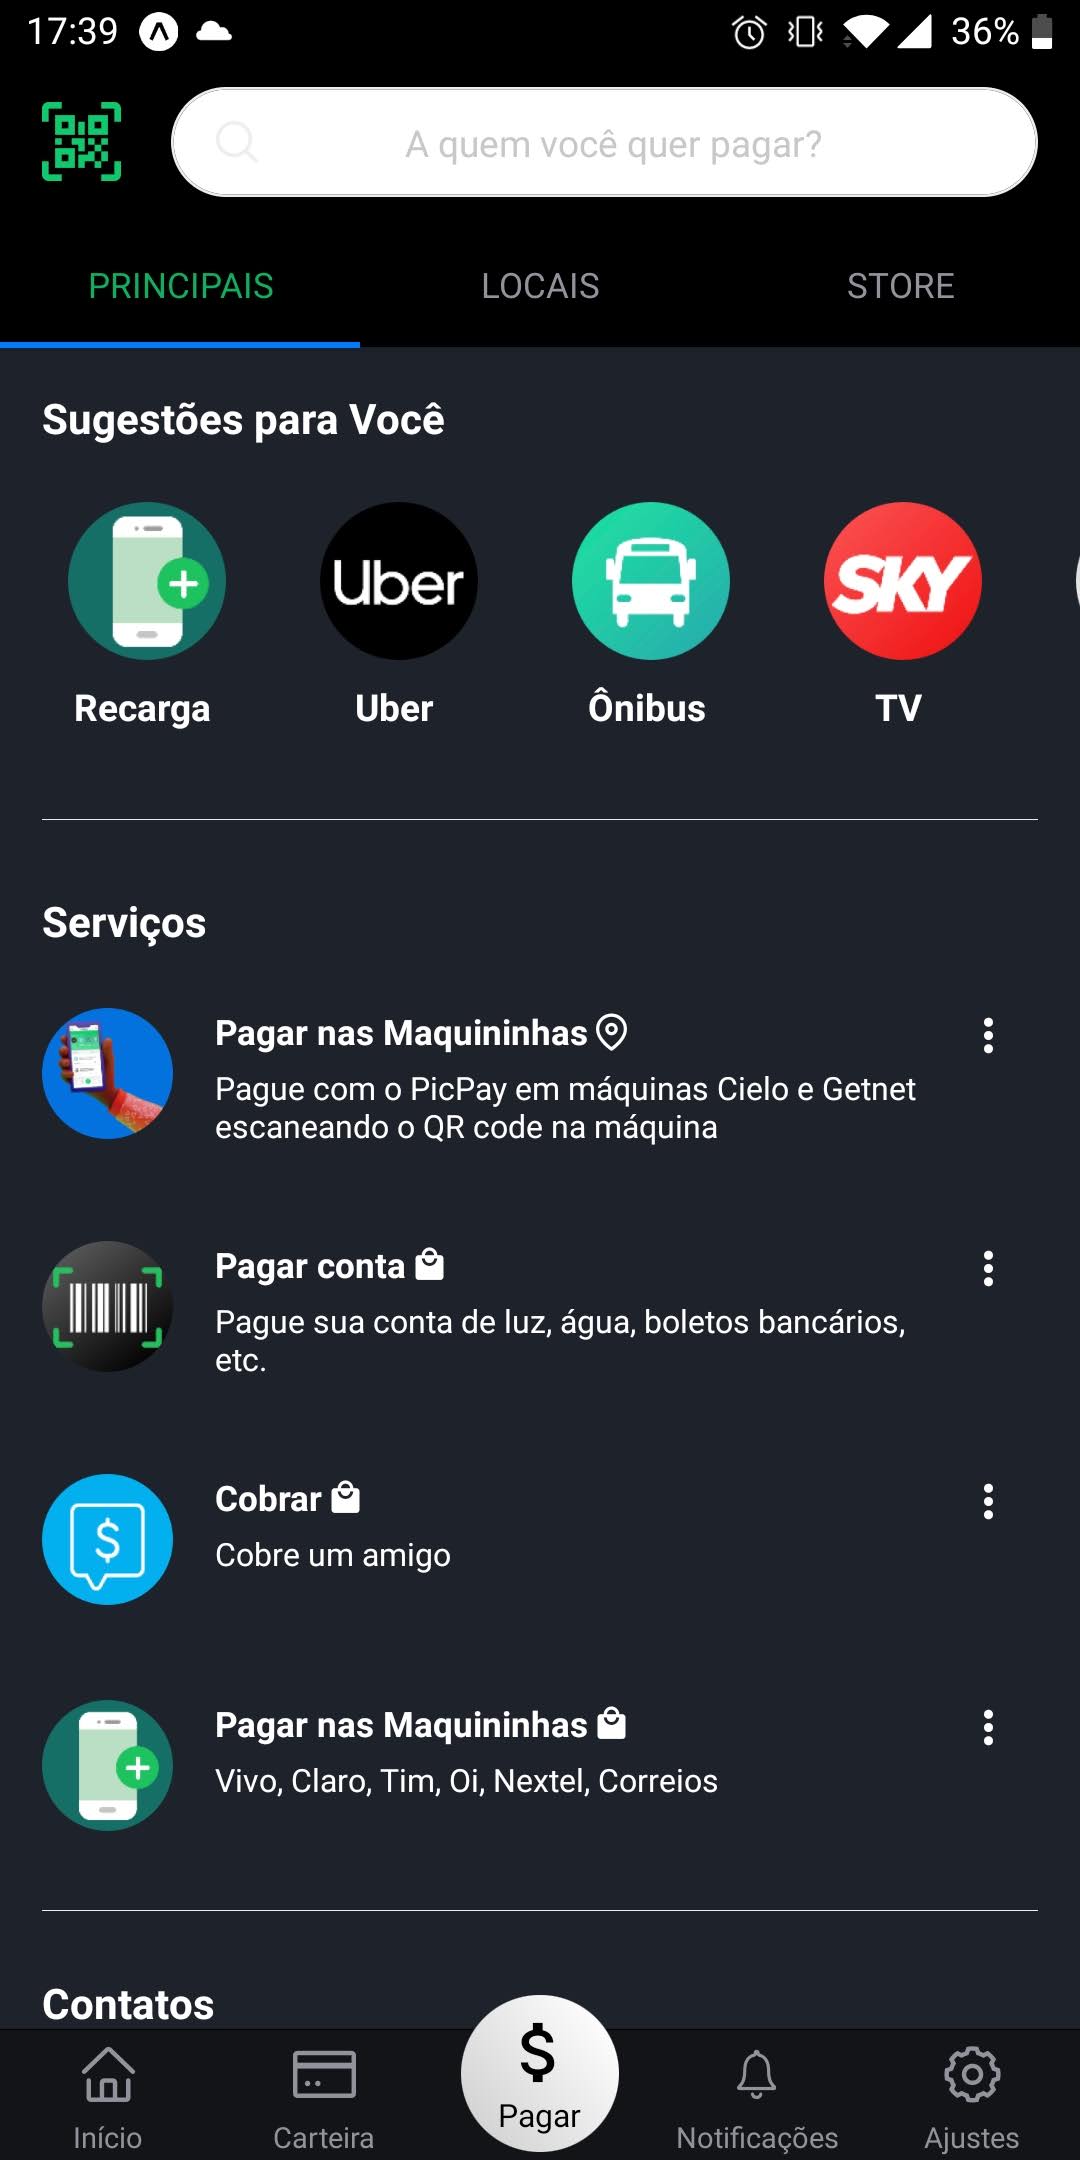 17:39
36%
A quem você quer pagar?
PRINCIPAIS LOCAIS STORE
Sugestões para Você
Uber
SKY
Recarga Uber Ônibus TV
Serviços
Pagar nas Maquininhas
Pague com o PicPay em máquinas Cielo e Getnet
escaneando o QR code na máquina
Pagar conta
Pague sua conta de luz, água, boletos bancários,
etc.
Cobrar
$
Cobre um amigo
Pagar nas Maquininhas
Vivo, Claro, Tim, Oi, Nextel, Correios
Contatos
$
Início Carteira Pagar Notificações Ajustes